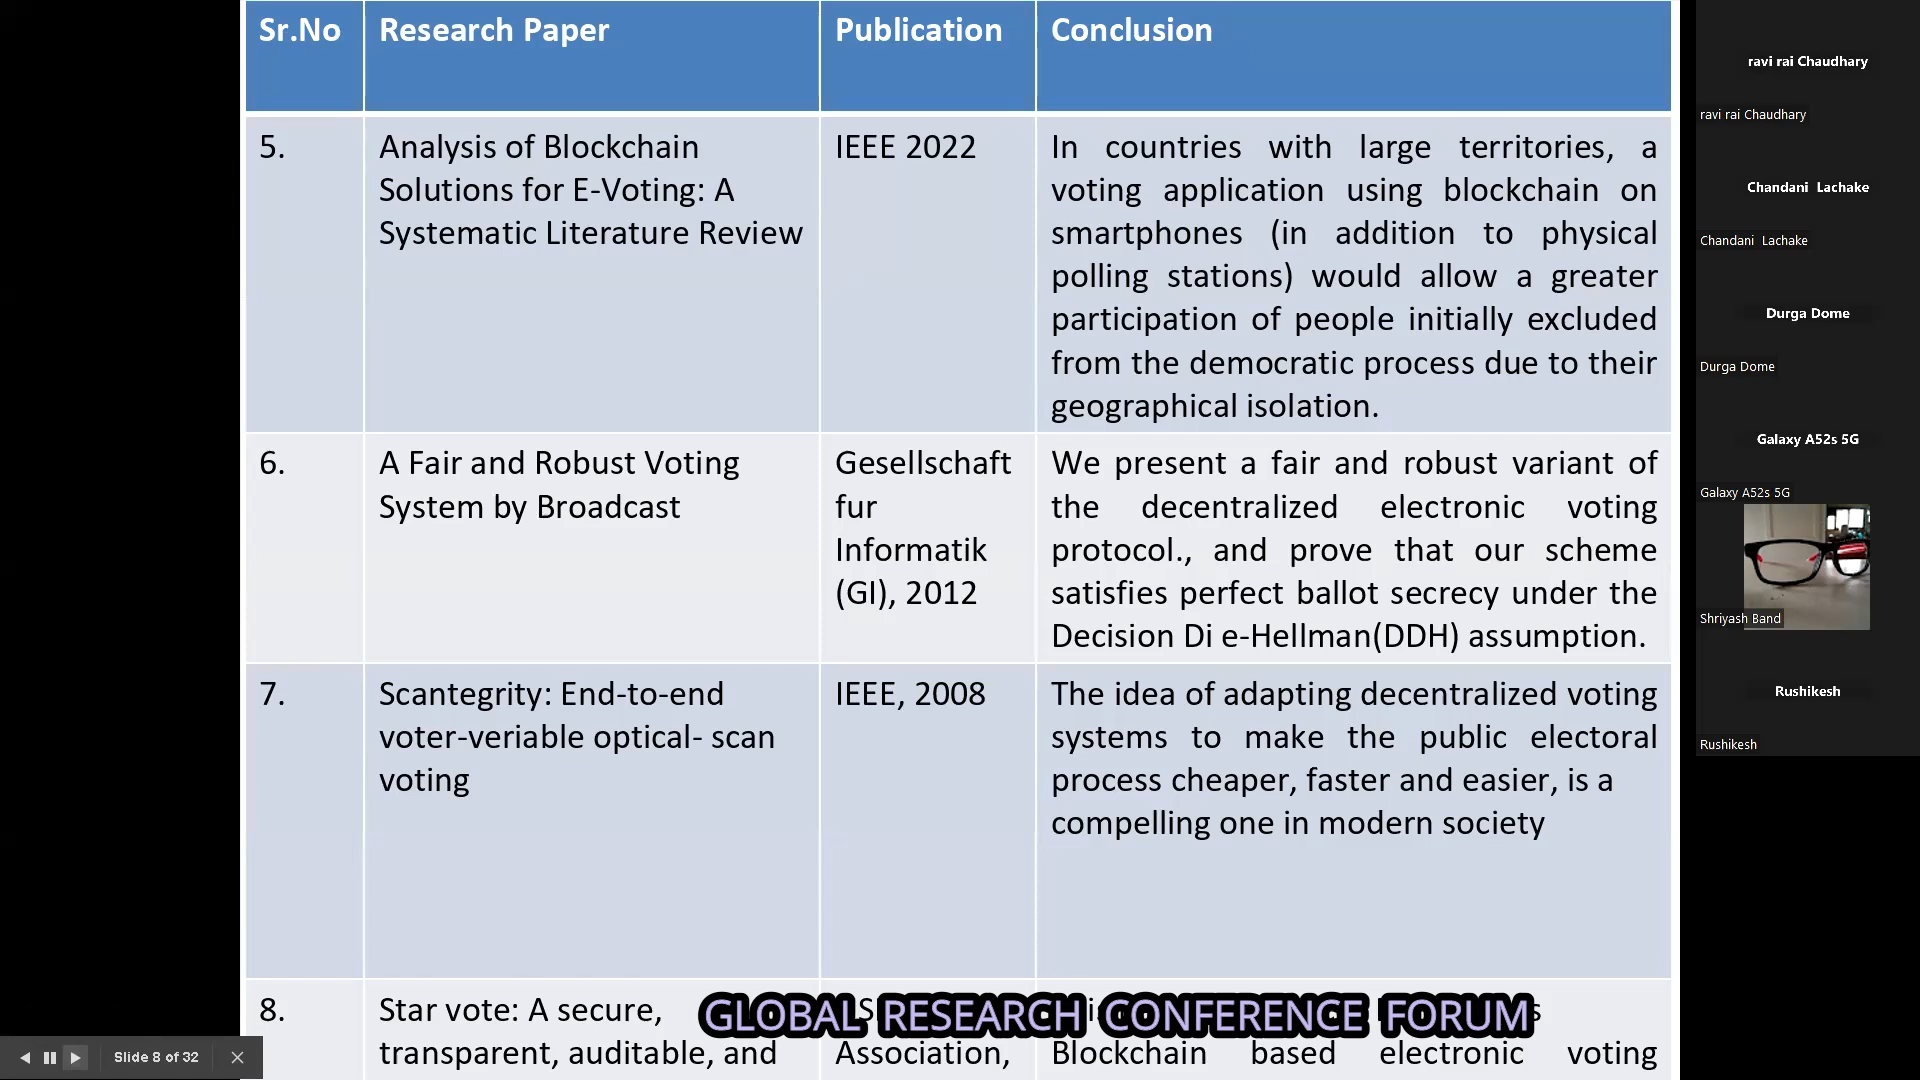 Sr.No Research Paper Publication Conclusion
5.
Analysis of Blockchain
Solutions for E-Voting: A
Systematic Literature Review
IEEE 2022
In countries with large territories, a
voting application using blockchain on
smartphones (in addition to physical
polling stations) would allow a greater
participation of people initially excluded
from the democratic process due to their
geographical isolation.
6.
A Fair and Robust Voting
System by Broadcast
Gesellschaft
fur
Informatik
(GI), 2012
We present a fair and robust variant of
the decentralized electronic voting
protocol., and prove that our scheme
satisfies perfect ballot secrecy under the
Decision Di e-Hellman(DDH) assumption.
7.
Scantegrity: End-to-end
voter-veriable optical- scan
voting
IEEE, 2008
The idea of adapting decentralized voting
systems to make the public electoral
process cheaper, faster and easier, is a
compelling one in modern society
8.
Star vote: A secure,
transparent, auditable, and
Association,
Blockchain based electronic voting
GLOBAL RESEARCH CONFERENCE FORUM
Slide 8 of 32
ravi rai Chaudhary
ravi rai Chaudhary
Chandani Lachake
Chandani Lachake
Durga Dome
Durga Dome
Galaxy A52s 5G
Galaxy A52s 5G
Shriyash Band
Rushikesh
Rushikesh